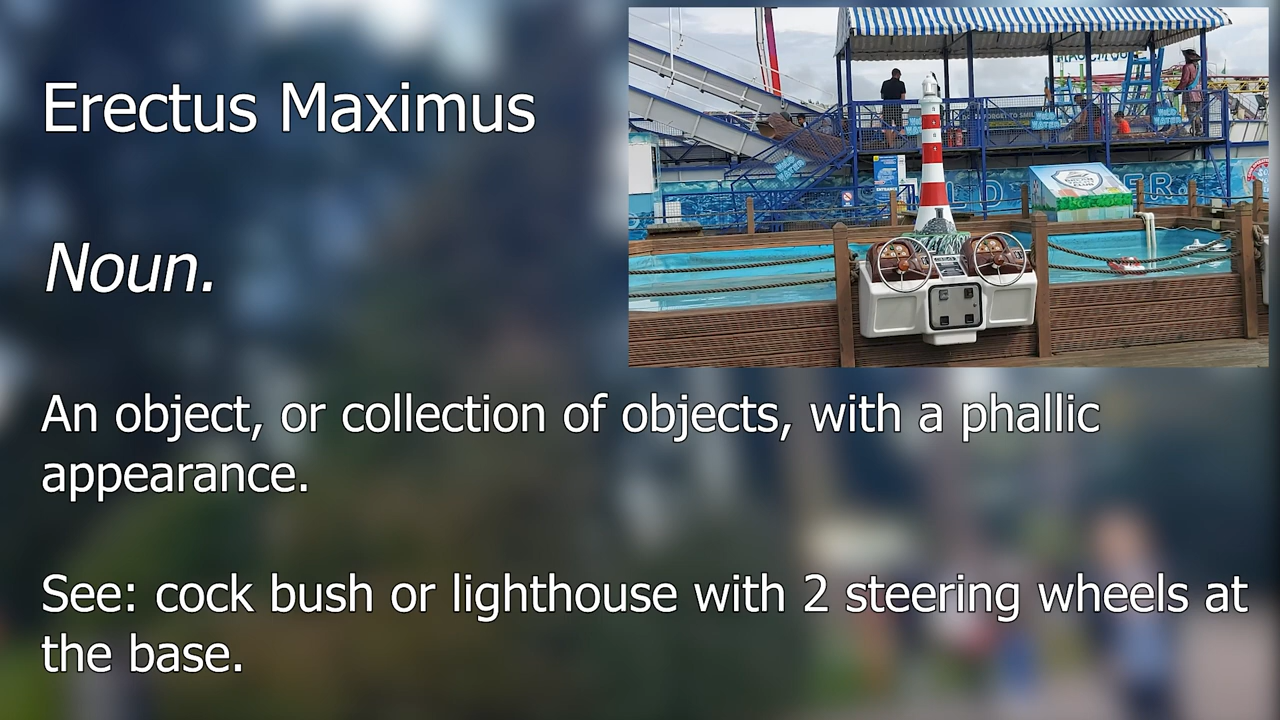 Erectus Maximus
Noun.
An object, or collection of objects, with a phallic
appearance.
See: cock bush or lighthouse with 2 steering wheels at
the base.